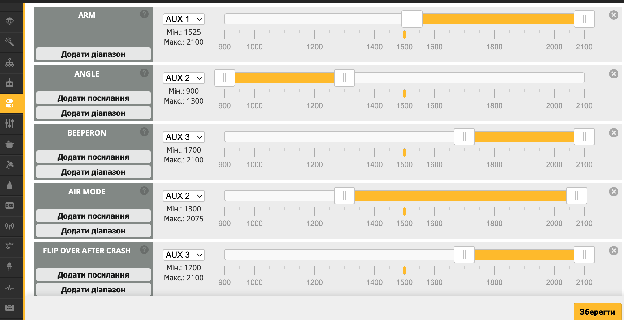 ARM
Додати діапазон
AUX 1
Мін.: 1525
Макс.: 2100
900 1000 1200 1400 1500 1600 1800 2000 2100
ANGLE
Додати посилання
Додати діапазон
AUX 2
Мін.: 900
Макс.: 1300
900 1000 1200 1400 1500 1600 1800 2000 2100
BEEPERON
Додати посилання
Додати діапазон
AUX 3
Мін.: 1700
Макс.: 2100
900 1000 1200 1400 1500 1600 1800 2000 2100
AIR MODE
Додати посилання
Додати діапазон
AUX 2
Мін.: 1300
Макс.: 2075
900 1000 1200 1400 1500 1600 1800 2000 2100
FLIP OVER AFTER CRASH
Додати посилання
Додати діапазон
AUX 3
Мін.: 1700
Макс.: 2100
900 1000 1200 1400 1500 1600 1800 2000 2100
Зберегти